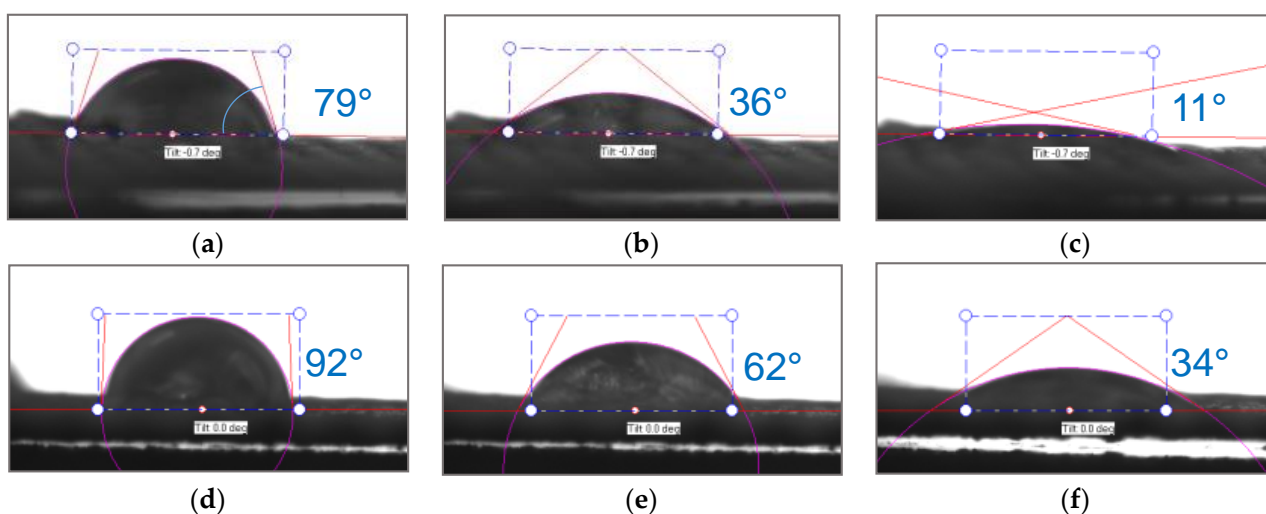 79°
Tilt: -0.7 deg
(a)
36°
Tilt: -0.7 deg
(b)
11°
Tilt: -0.7 deg
(c)
92°
Tilt 0.0 deg
(d)
62°
Tilt 0.0 deg
(e)
34°
Tilt: 0.0 deg
(f)